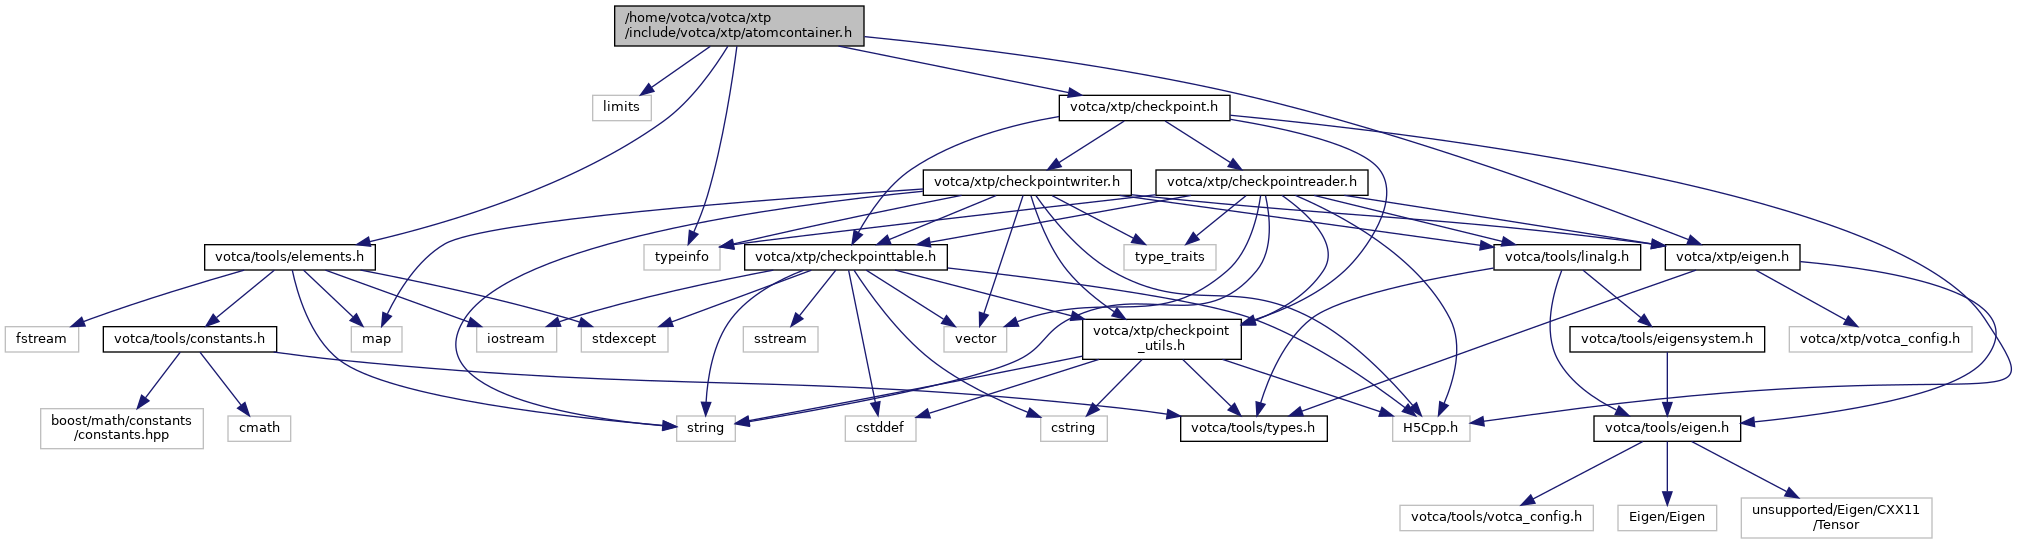 /home/votca/votca/xtp
/include/votca/xtp/atomcontainer.h
limits
votca/xtp/checkpoint.h
votca/xtp/checkpointwriter.h
votca/xtp/checkpointreader.h
votca/tools/elements.h
typeinfo
votca/xtp/checkpointtable.h
type_traits
votca/tools/linalg.h
votca/xtp/eigen.h
fstream
votca/tools/constants.h
map
iostream
stdexcept
sstream
vector
votca/xtp/checkpoint
_utils.h
votca/tools/eigensystem.h
votca/xtp/votca_config.h
boost/math/constants
/constants.hpp
cmath
string
cstddef
cstring
votca/tools/types.h
H5Cpp.h
votca/tools/eigen.h
votca/tools/votca_config.h
Eigen/Eigen
unsupported/Eigen/CXX11
/Tensor